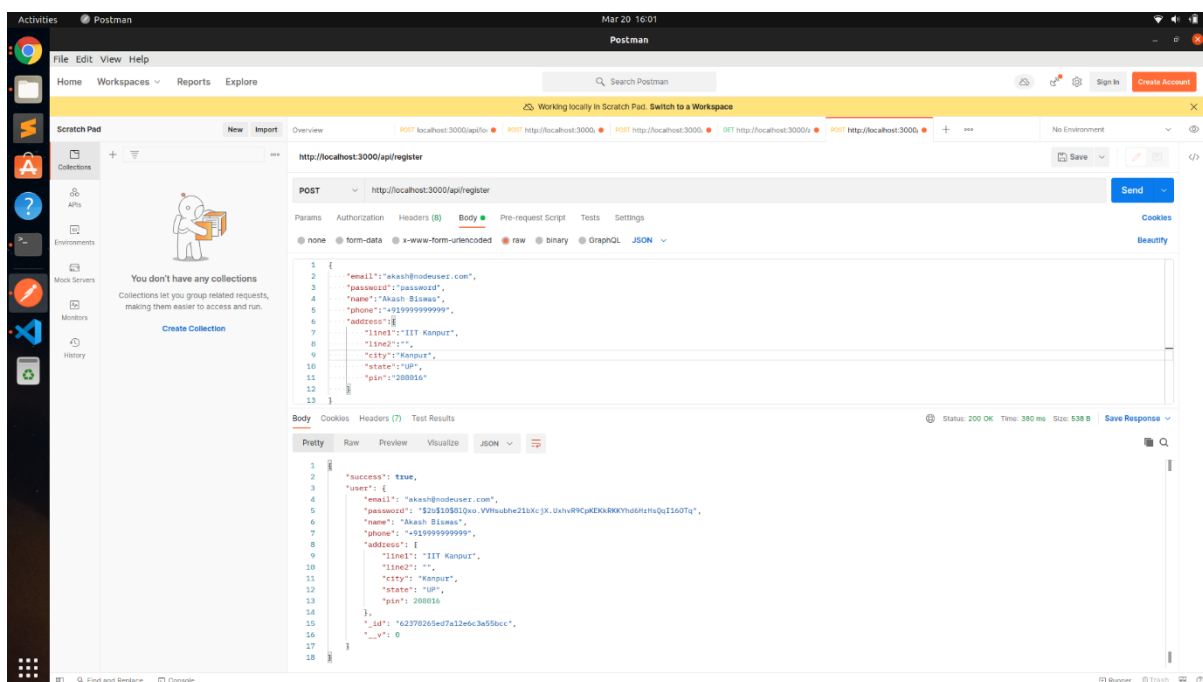 Activities Postman Mar 20 16:01
Postman
File Edit View Help
Home Workspaces Reports Explore Search Postman Sign In Create Account
Working locally in Scratch Pad. Switch to a Workspace
Scratch Pad New Import Overview POST localhost:3000/api/lo POST http://localhost:3000/ POST http://localhost:3000/ GET http://localhost:3000/a POST http://localhost:3000/ No Environment
Collections
http://localhost:3000/api/register Save
APIs
Environments
Mock Servers
Monitors
History
You don't have any collections
Collections let you group related requests,
making them easier to access and run.
Create Collection
POST http://localhost:3000/api/register Send
Params Authorization Headers (8) Body Pre-request Script Tests Settings Cookies
none form-data x-www-form-urlencoded raw binary GraphQL JSON Beautify
1 {
2 "email":"akash@nodeuser.com",
3 "password":"password",
4 "name":"Akash Biswas",
5 "phone":"+919999999999",
6 "address":{
7 "line1":"IIT Kanpur",
8 "line2":"",
9 "city":"Kanpur",
10 "state":"UP",
11 "pin":"208016"
12 }
13 }
Body Cookies Headers (7) Test Results Status: 200 OK Time: 380 ms Size: 538 B Save Response
Pretty Raw Preview Visualize JSON
1 {
2 "success": true,
3 "user": {
4 "email": "akash@nodeuser.com",
5 "password":
6 "name": "Akash Biswas",
7 "phone": "+919999999999",
8 "address": {
9 "line1": "IIT Kanpur",
10 "line2": "",
11 "city": "Kanpur",
12 "state": "UP",
13 "pin": 208016
14 },
15 "_id": "62370265ed7a12e6c3a55bcc",
16 "__v": 0
17 }
18 }
Find and Replace Console Runner Trash